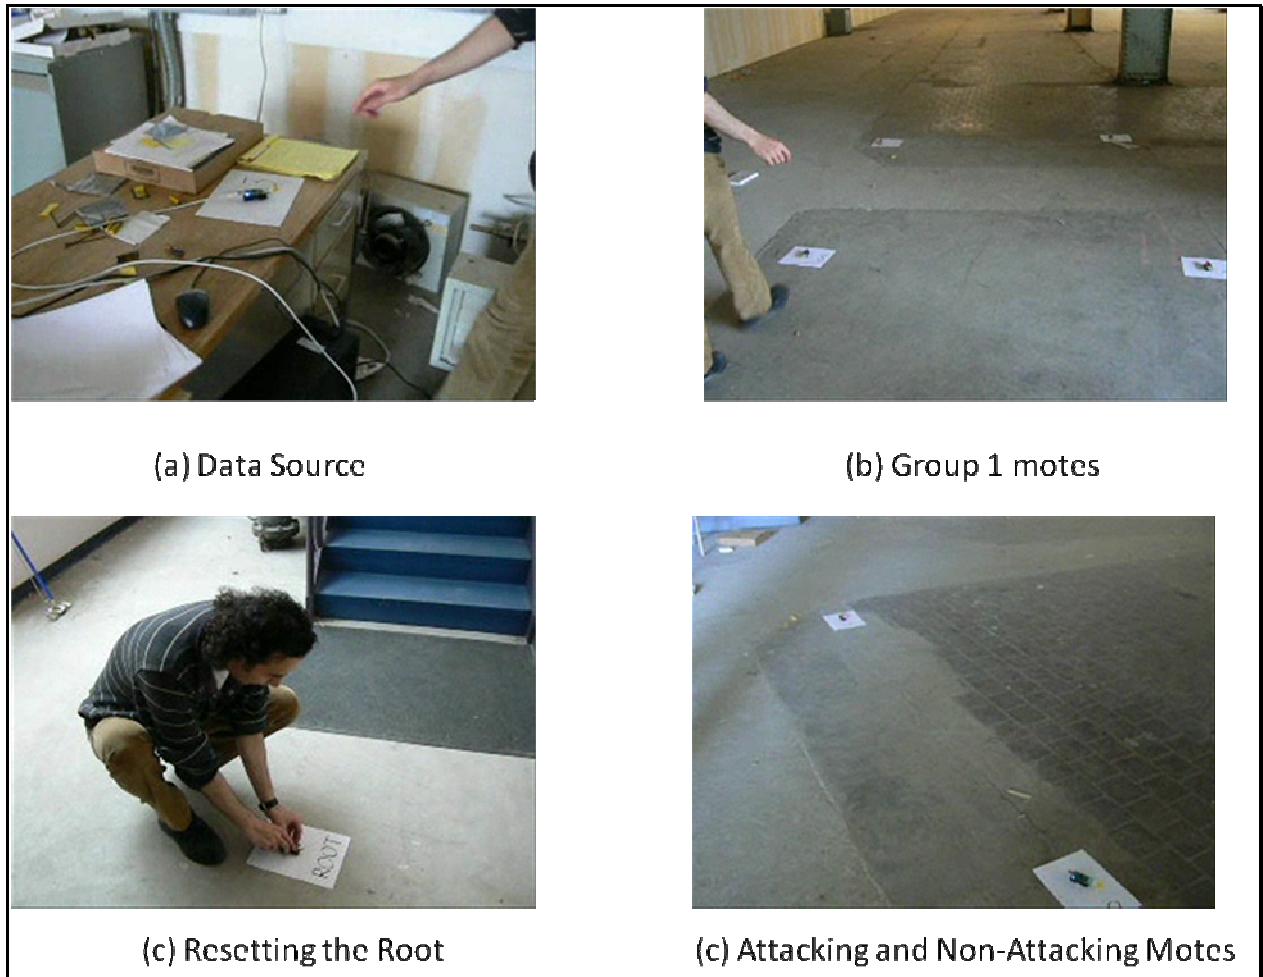 (a) Data Source
(b) Group 1 motes
ROOT
(c) Resetting the Root
(c) Attacking and Non-Attacking Motes